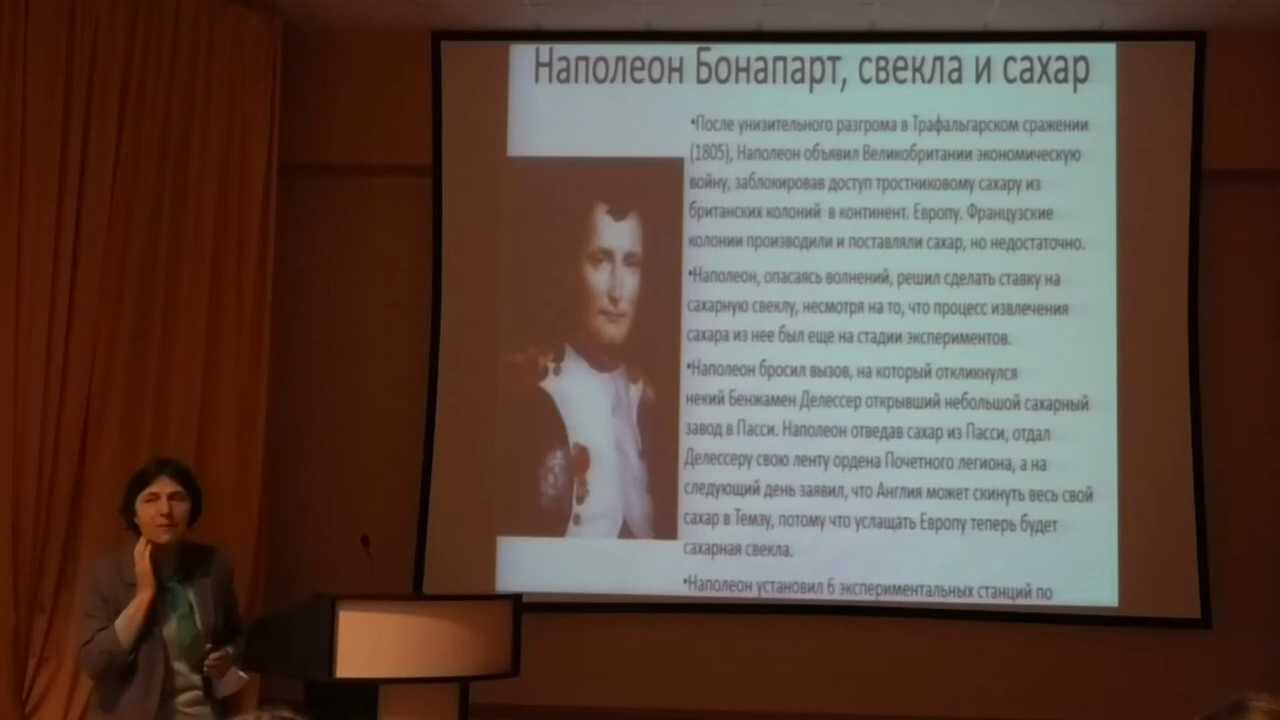 Наполеон Бонапарт, свекла и сахар
•После унизительного разгрома в Трафальгарском сражении
(1805), Наполеон объявил Великобритании экономическую
войну, заблокировав доступ тростниковому сахару из
британских колоний в континент. Европу. Французские
колонии производили и поставляли сахар, но недостаточно.
•Наполеон, опасаясь волнений, решил сделать ставку на
сахарную свеклу, несмотря на то, что процесс извлечения
сахара из нее был еще на стадии экспериментов.
•Наполеон бросил вызов, на который откликнулся
некий Бенжамен Делессер открывший небольшой сахарный
завод в Пасси. Наполеон отведав сахар из Пасси, отдал
Делессеру свою ленту ордена Почетного легиона, а на
следующий день заявил, что Англия может скинуть весь свой
сахар в Темзу, потому что услащать Европу теперь будет
сахарная свекла.
•Наполеон установил 6 экспериментальных станций по